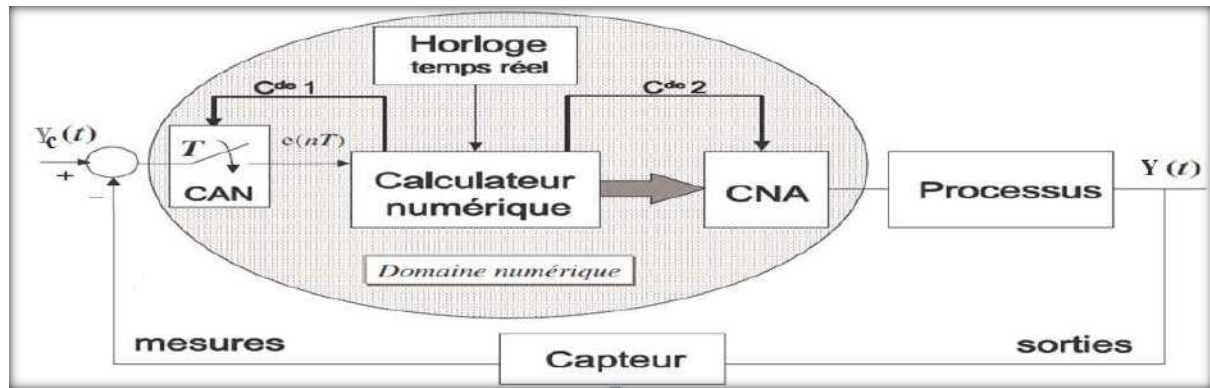 Horloge
temps réel
Cde 1
Cde 2
Yc(t)
+
−
T
CAN
e(nT)
Calculateur
numérique
CNA
Processus
Y(t)
Domaine numérique
mesures
Capteur
sorties